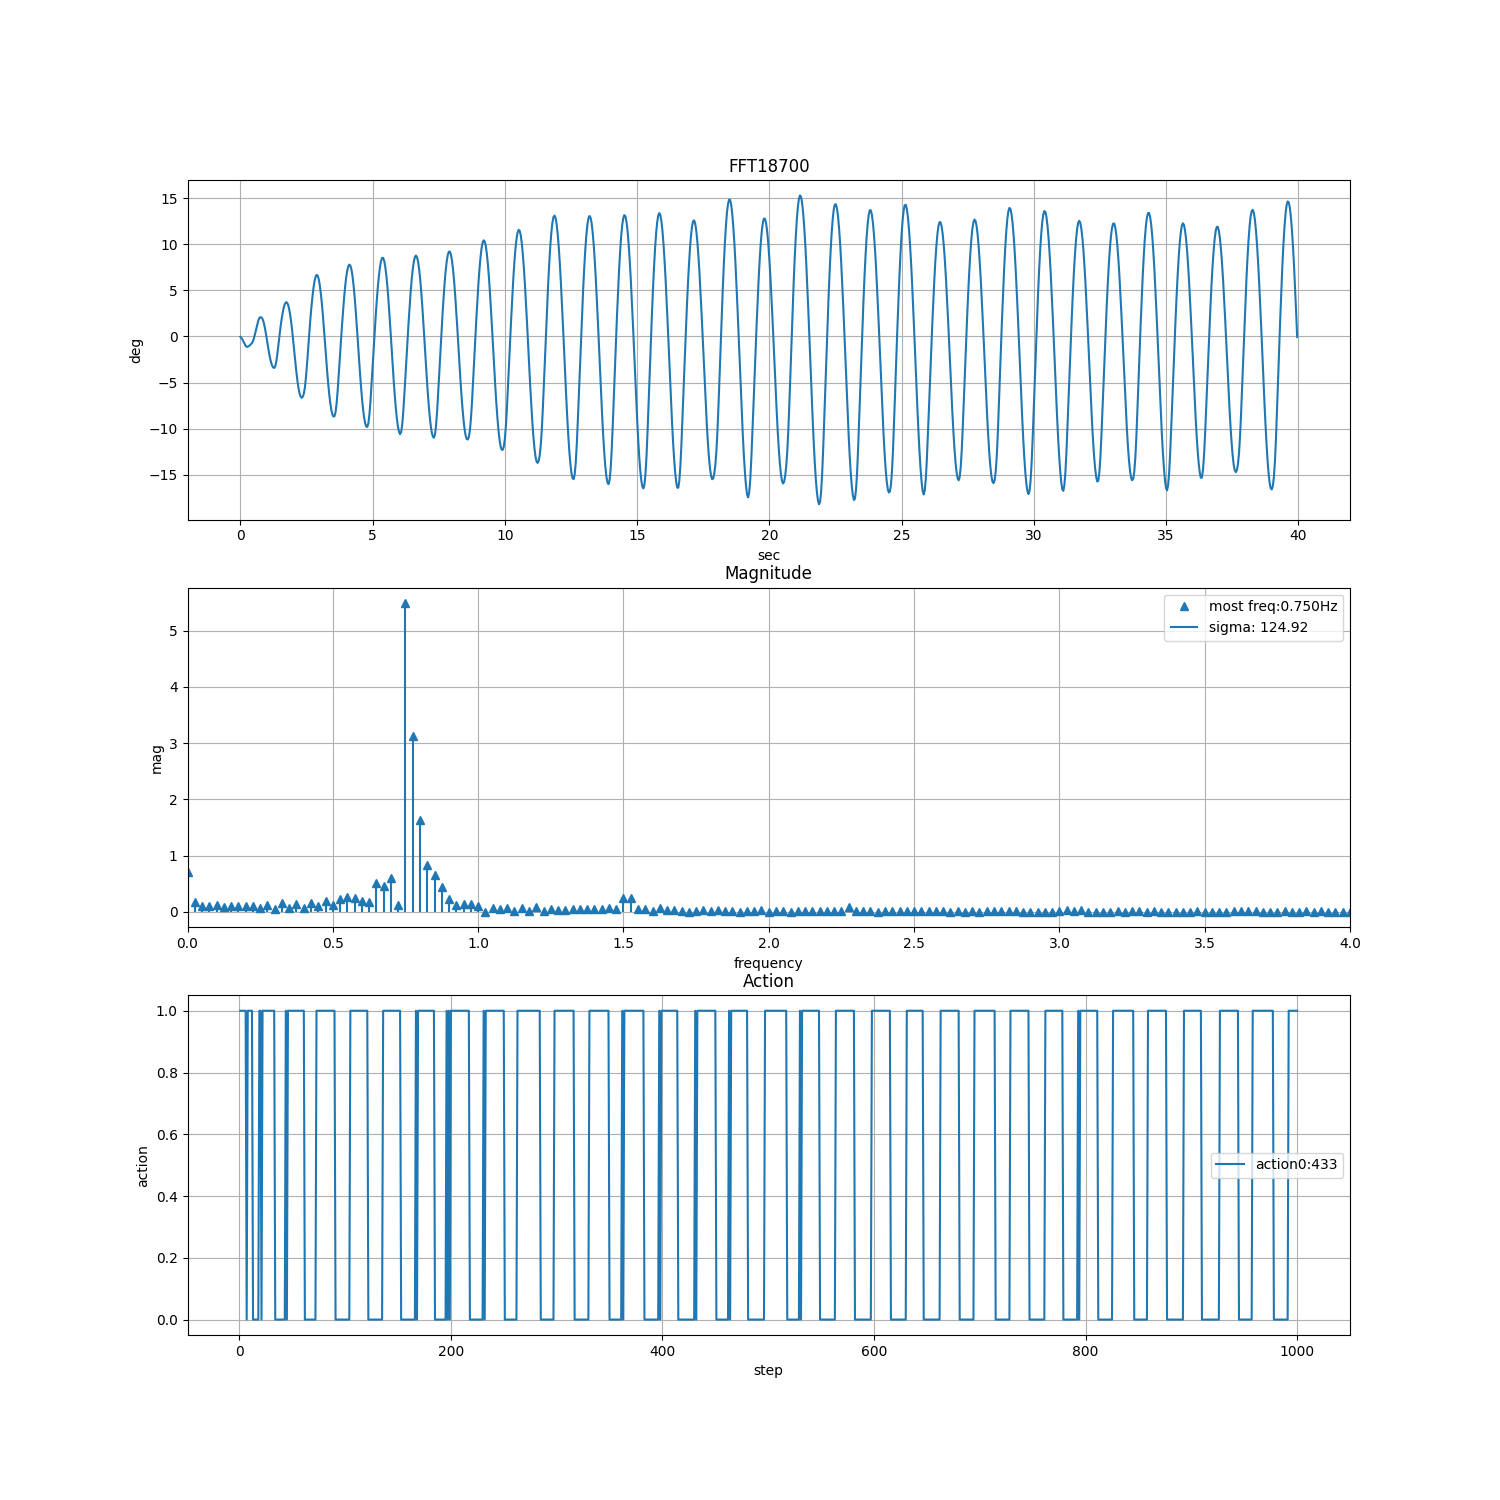 FFT18700
15
10
5
0
−5
−10
−15
deg
0 5 10 15 20 25 30 35 40
sec
Magnitude
most freq:0.750Hz
sigma: 124.92
5
4
3
2
1
0
mag
0.0 0.5 1.0 1.5 2.0 2.5 3.0 3.5 4.0
frequency
Action
1.0
0.8
0.6
0.4
0.2
0.0
action
action0:433
0 200 400 600 800 1000
step